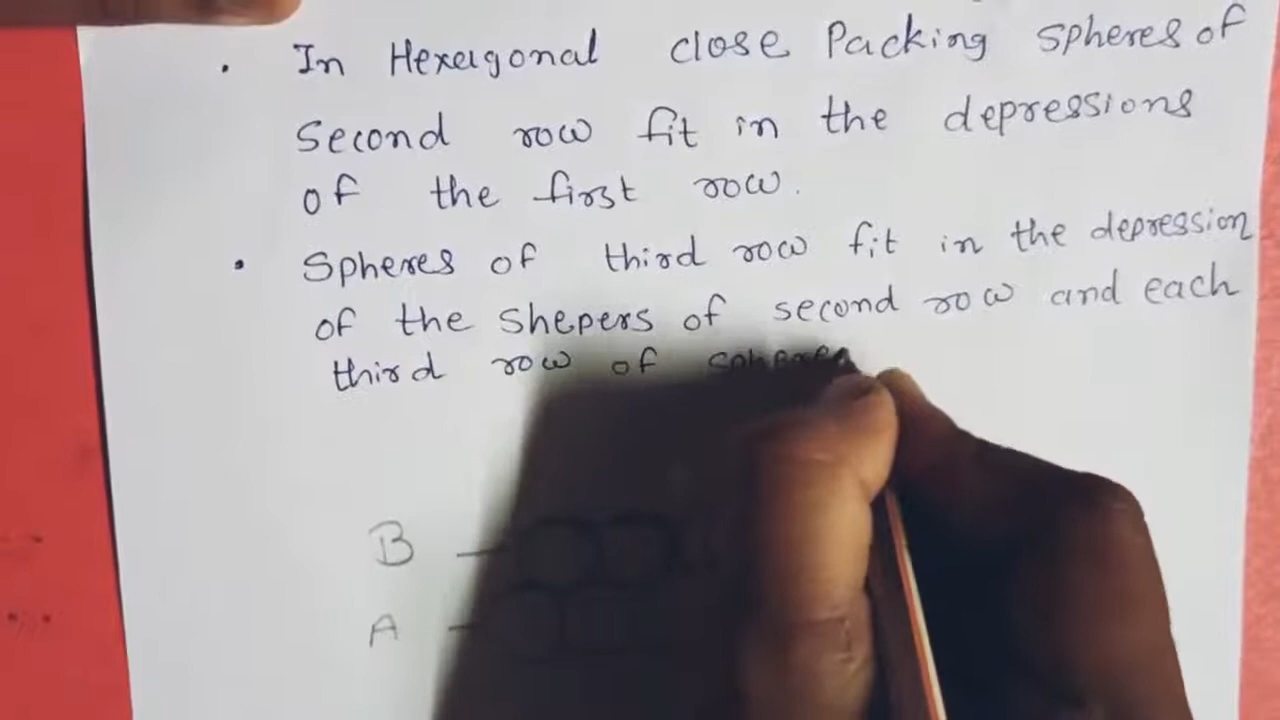 • In Hexagonal close Packing spheres of
Second row fit in the depressions
of the first row.
• Spheres of third row fit in the depression
of the shepers of second row and each
third row of spheres
B
A